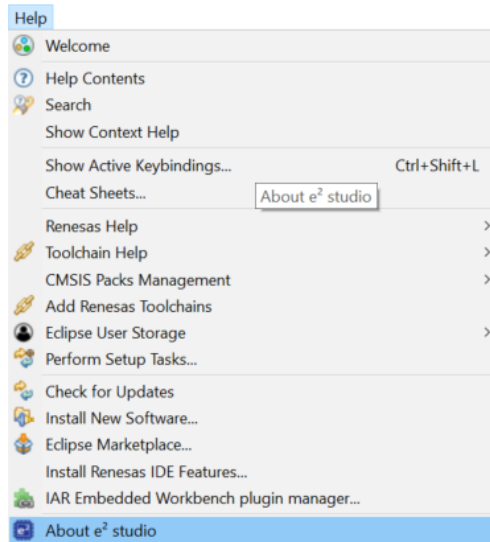 Help
Welcome
Help Contents
Search
Show Context Help
Show Active Keybindings... Ctrl+Shift+L
Cheat Sheets...
About e² studio
Renesas Help
Toolchain Help
CMSIS Packs Management
Add Renesas Toolchains
Eclipse User Storage
Perform Setup Tasks...
Check for Updates
Install New Software...
Eclipse Marketplace...
Install Renesas IDE Features...
IAR Embedded Workbench plugin manager...
About e² studio